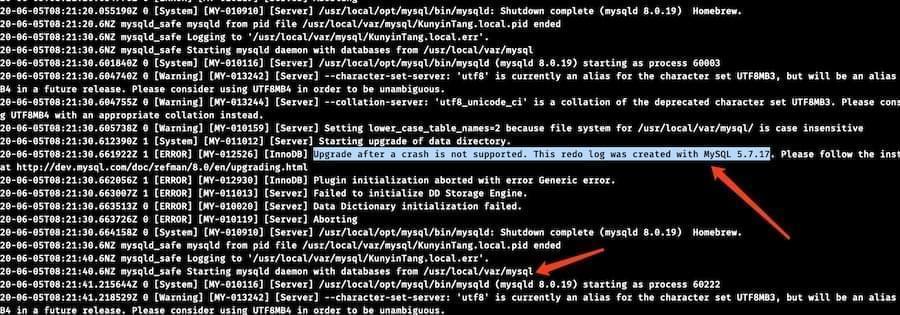 20-06-05T08:21:20.055190Z 0 [System] [MY-010910] [Server] /usr/local/opt/mysql/bin/mysqld: Shutdown complete (mysqld 8.0.19)  Homebrew.
20-06-05T08:21:20.6NZ mysqld_safe mysqld from pid file /usr/local/var/mysql/KunyinTang.local.pid ended
20-06-05T08:21:30.6NZ mysqld_safe Logging to '/usr/local/var/mysql/KunyinTang.local.err'.
20-06-05T08:21:30.6NZ mysqld_safe Starting mysqld daemon with databases from /usr/local/var/mysql
20-06-05T08:21:30.601840Z 0 [System] [MY-010116] [Server] /usr/local/opt/mysql/bin/mysqld (mysqld 8.0.19) starting as process 60003
20-06-05T08:21:30.604740Z 0 [Warning] [MY-013242] [Server] --character-set-server: 'utf8' is currently an alias for the character set UTF8MB3, but will be an alias
B4 in a future release. Please consider using UTF8MB4 in order to be unambiguous.
20-06-05T08:21:30.604755Z 0 [Warning] [MY-013244] [Server] --collation-server: 'utf8_unicode_ci' is a collation of the deprecated character set UTF8MB3. Please cons
g UTF8MB4 with an appropriate collation instead.
20-06-05T08:21:30.605738Z 0 [Warning] [MY-010159] [Server] Setting lower_case_table_names=2 because file system for /usr/local/var/mysql/ is case insensitive
20-06-05T08:21:30.611012Z 1 [System] [MY-011012] [Server] Starting upgrade of data directory.
20-06-05T08:21:30.661922Z 1 [ERROR] [MY-012526] [InnoDB] Upgrade after a crash is not supported. This redo log was created with MySQL 5.7.17. Please follow the inst
at http://dev.mysql.com/doc/refman/8.0/en/upgrading.html
20-06-05T08:21:30.662056Z 1 [ERROR] [MY-012930] [InnoDB] Plugin initialization aborted with error Generic error.
20-06-05T08:21:30.663007Z 1 [ERROR] [MY-011013] [Server] Failed to initialize DD Storage Engine.
20-06-05T08:21:30.663513Z 0 [ERROR] [MY-010020] [Server] Data Dictionary initialization failed.
20-06-05T08:21:30.663726Z 0 [ERROR] [MY-010119] [Server] Aborting
20-06-05T08:21:30.664158Z 0 [System] [MY-010910] [Server] /usr/local/opt/mysql/bin/mysqld: Shutdown complete (mysqld 8.0.19)  Homebrew.
20-06-05T08:21:30.6NZ mysqld_safe mysqld from pid file /usr/local/var/mysql/KunyinTang.local.pid ended
20-06-05T08:21:40.6NZ mysqld_safe Logging to '/usr/local/var/mysql/KunyinTang.local.err'.
20-06-05T08:21:40.6NZ mysqld_safe Starting mysqld daemon with databases from /usr/local/var/mysql
20-06-05T08:21:41.215644Z 0 [System] [MY-010116] [Server] /usr/local/opt/mysql/bin/mysqld (mysqld 8.0.19) starting as process 60222
20-06-05T08:21:41.218529Z 0 [Warning] [MY-013242] [Server] --character-set-server: 'utf8' is currently an alias for the character set UTF8MB3, but will be an alias
B4 in a future release. Please consider using UTF8MB4 in order to be unambiguous.